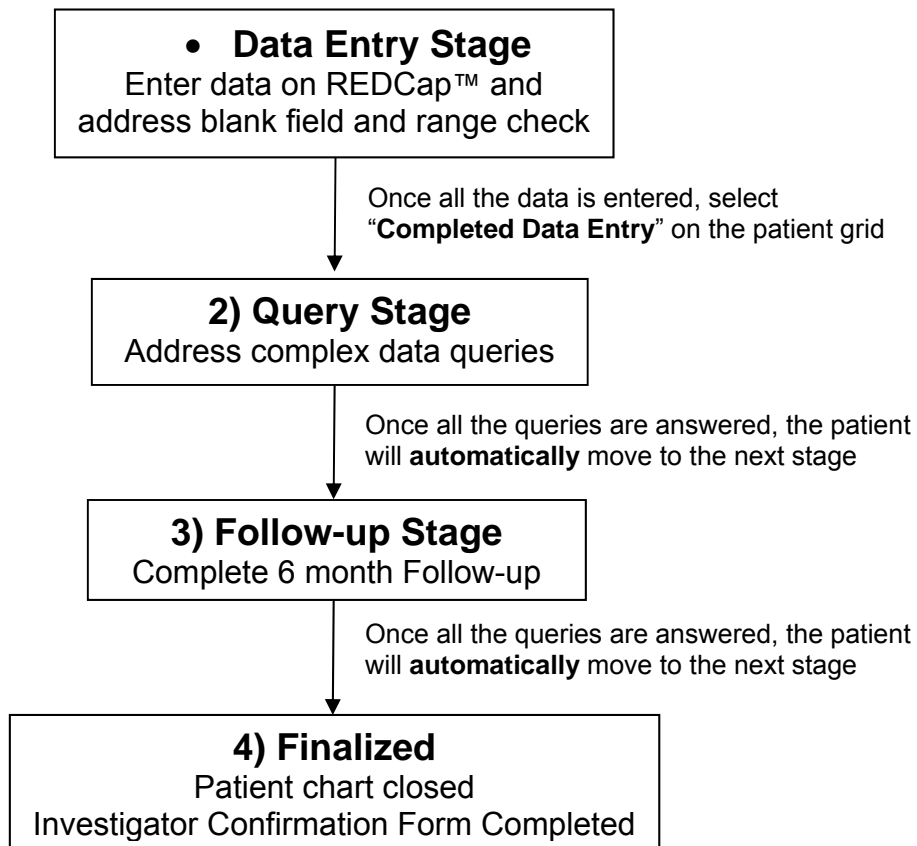 • Data Entry Stage
Enter data on REDCap™ and
address blank field and range check
Once all the data is entered, select
“Completed Data Entry” on the patient grid
2) Query Stage
Address complex data queries
Once all the queries are answered, the patient
will automatically move to the next stage
3) Follow-up Stage
Complete 6 month Follow-up
Once all the queries are answered, the patient
will automatically move to the next stage
4) Finalized
Patient chart closed
Investigator Confirmation Form Completed